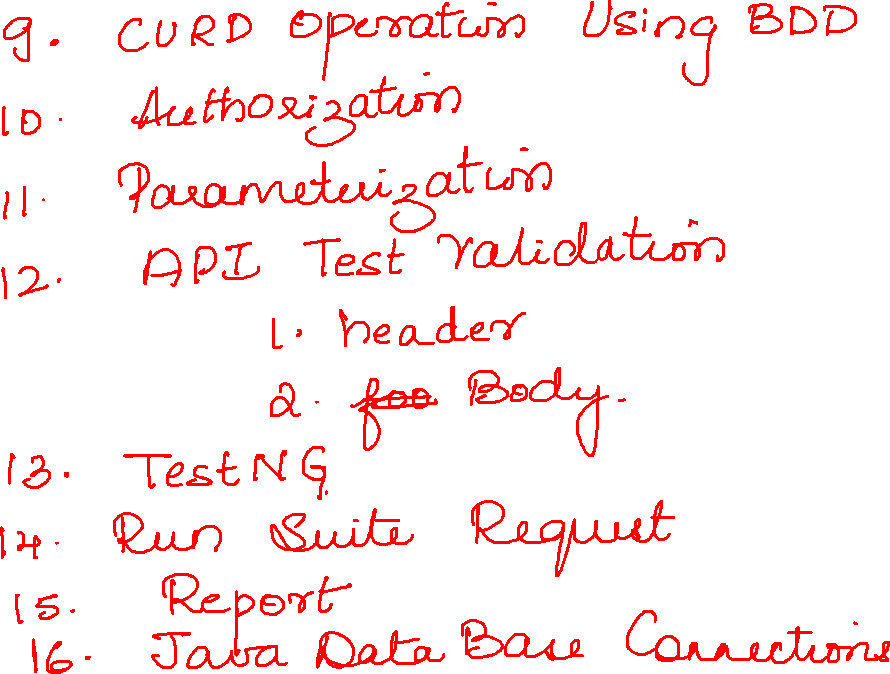 9. CURD Operation Using BDD
10. Authorization
11. Parameterization
12. API Test Validation
1. header
2. foo Body.
13. TestNG
14. Run Suite Request
15. Report
16. Java Data Base Connections